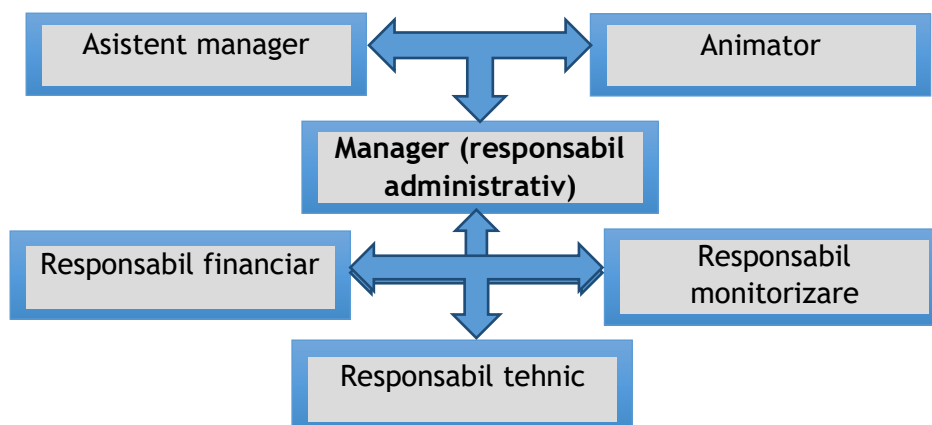 Asistent manager
Animator
Manager (responsabil
administrativ)
Responsabil financiar
Responsabil
monitorizare
Responsabil tehnic